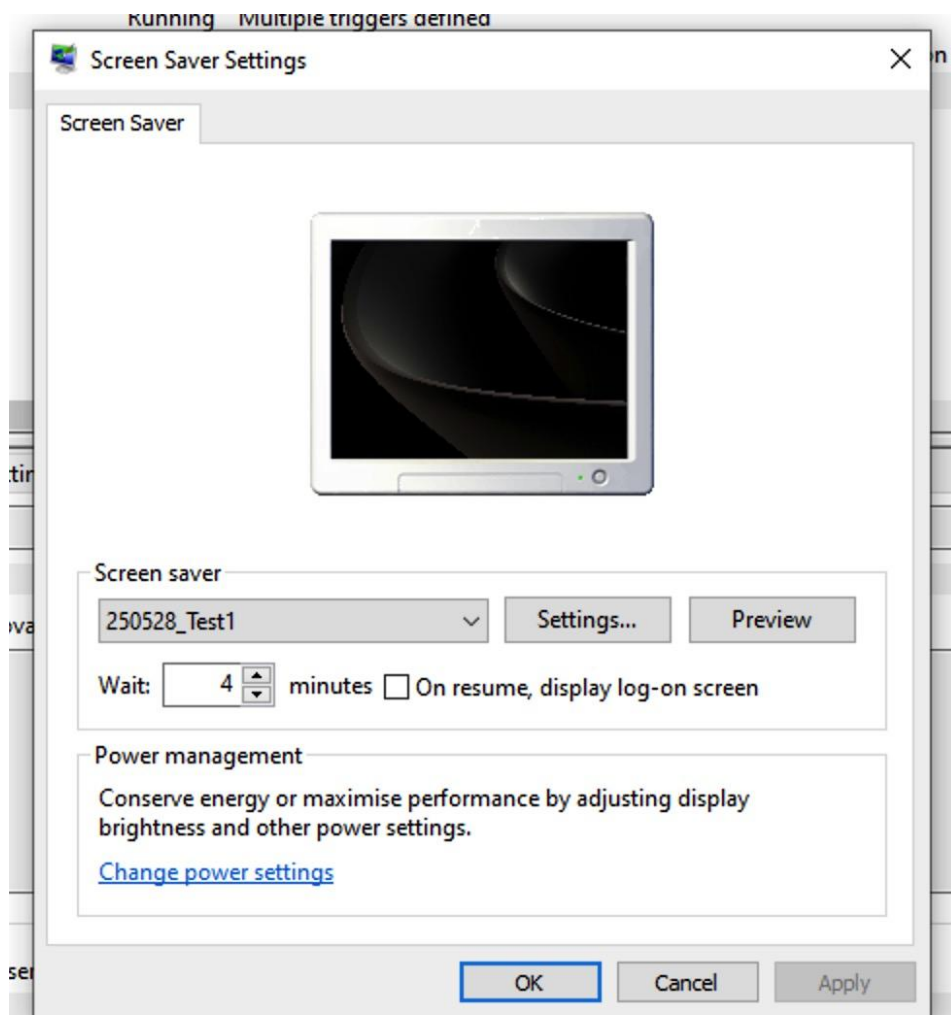 Running Multiple triggers defined
Screen Saver Settings
Screen Saver
Screen saver
250528_Test1
Settings...
Preview
Wait: 4 minutes On resume, display log-on screen
Power management
Conserve energy or maximise performance by adjusting display
brightness and other power settings.
Change power settings
OK Cancel Apply